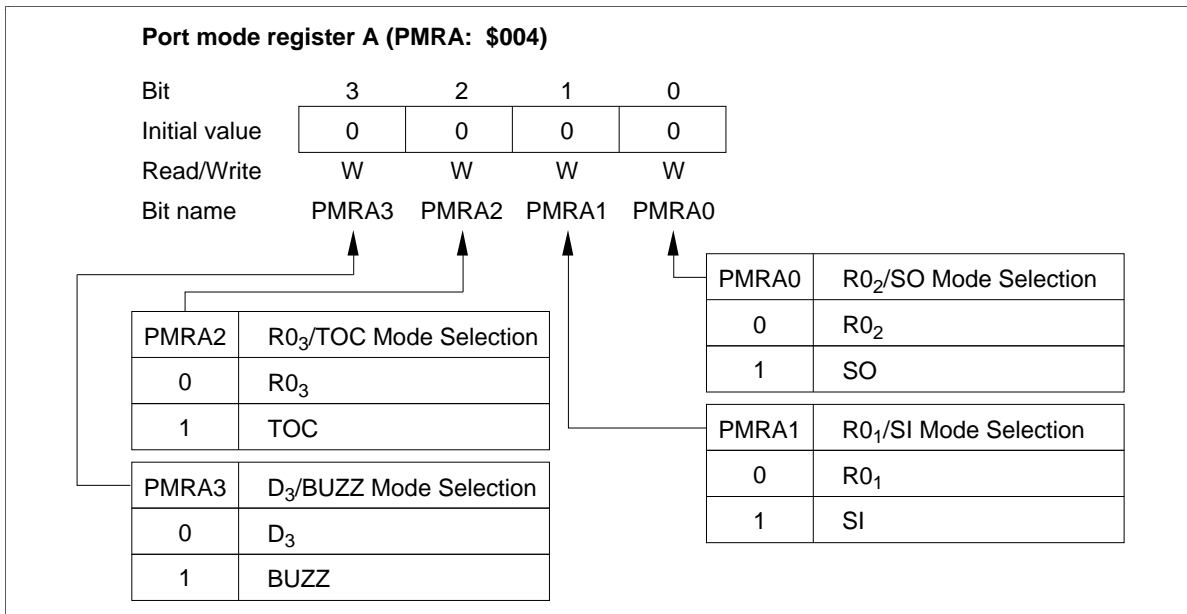 Port mode register A (PMRA: $004)
Bit 3 2 1 0
Initial value 0 0 0 0
Read/Write W W W W
Bit name PMRA3 PMRA2 PMRA1 PMRA0
PMRA0 R0₂/SO Mode Selection
0 R0₂
1 SO
PMRA2 R0₃/TOC Mode Selection
0 R0₃
1 TOC
PMRA1 R0₁/SI Mode Selection
0 R0₁
1 SI
PMRA3 D₃/BUZZ Mode Selection
0 D₃
1 BUZZ